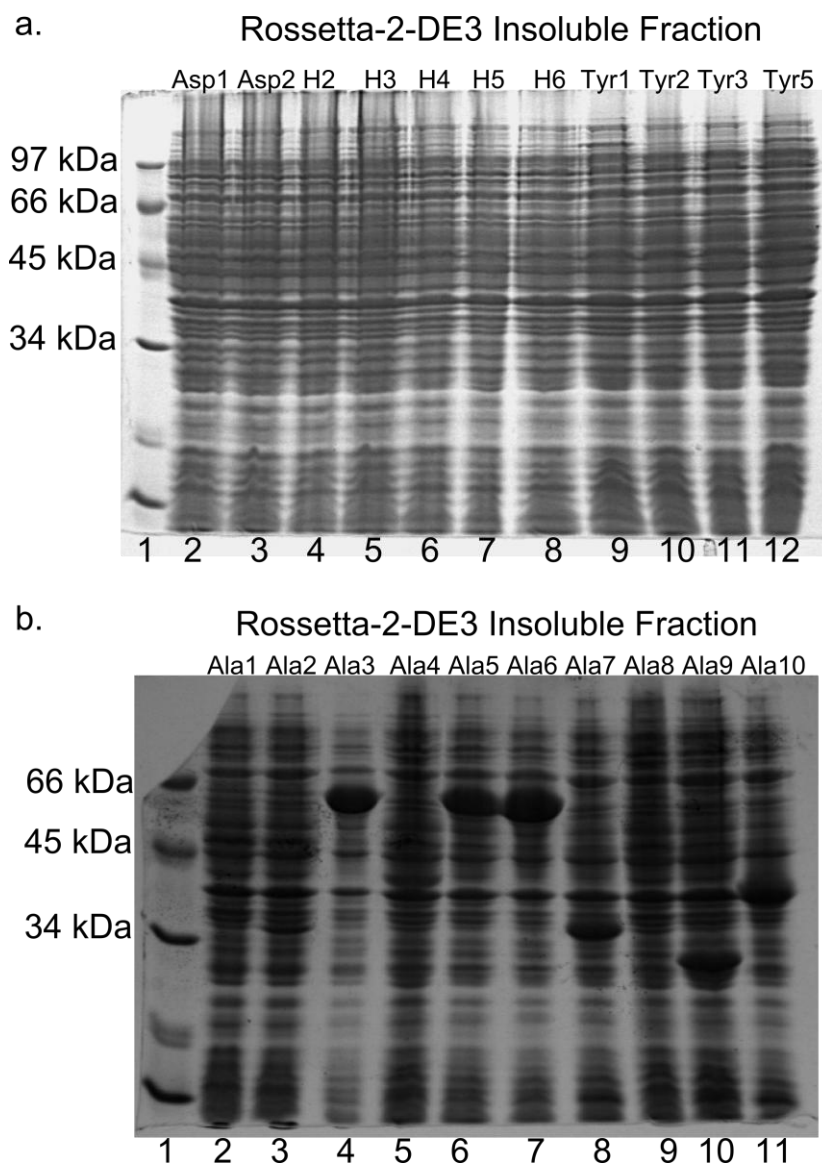 a.
Rossetta-2-DE3 Insoluble Fraction
Asp1 Asp2 H2 H3 H4 H5 H6 Tyr1 Tyr2 Tyr3 Tyr5
97 kDa
66 kDa
45 kDa
34 kDa
1 2 3 4 5 6 7 8 9 10 11 12
b.
Rossetta-2-DE3 Insoluble Fraction
Ala1 Ala2 Ala3 Ala4 Ala5 Ala6 Ala7 Ala8 Ala9 Ala10
66 kDa
45 kDa
34 kDa
1 2 3 4 5 6 7 8 9 10 11